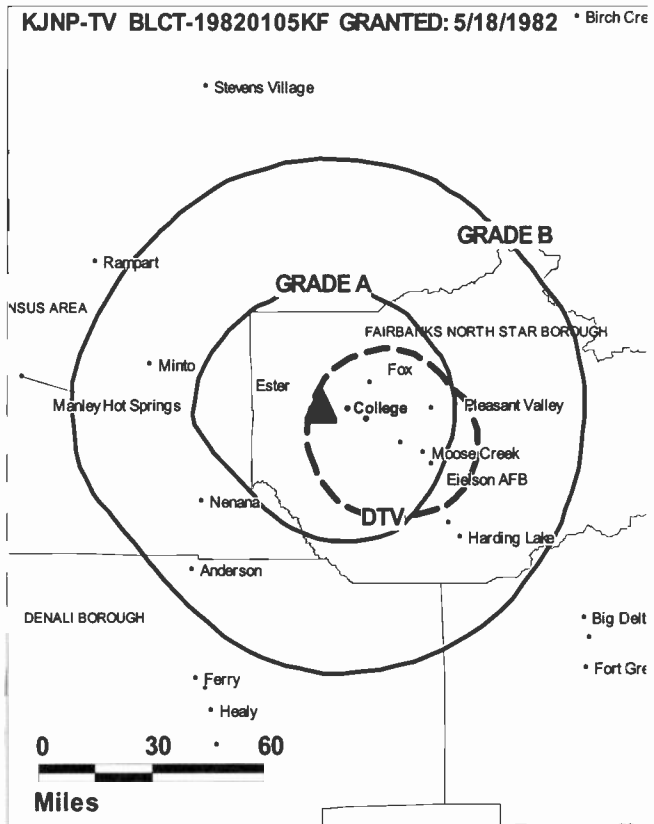 KJNP-TV BLCT-19820105KF GRANTED: 5/18/1982
Birch Cre
Stevens Village
GRADE B
Rampart
GRADE A
NSUS AREA
FAIRBANKS NORTH STAR BOROUGH
Minto
Fox
Ester
Manley Hot Springs
College
Pleasant Valley
Moose Creek
Eielson AFB
Nenana
DTV
Harding Lake
Anderson
DENALI BOROUGH
Big Delt
Fort Gre
Ferry
Healy
0 30 60
Miles